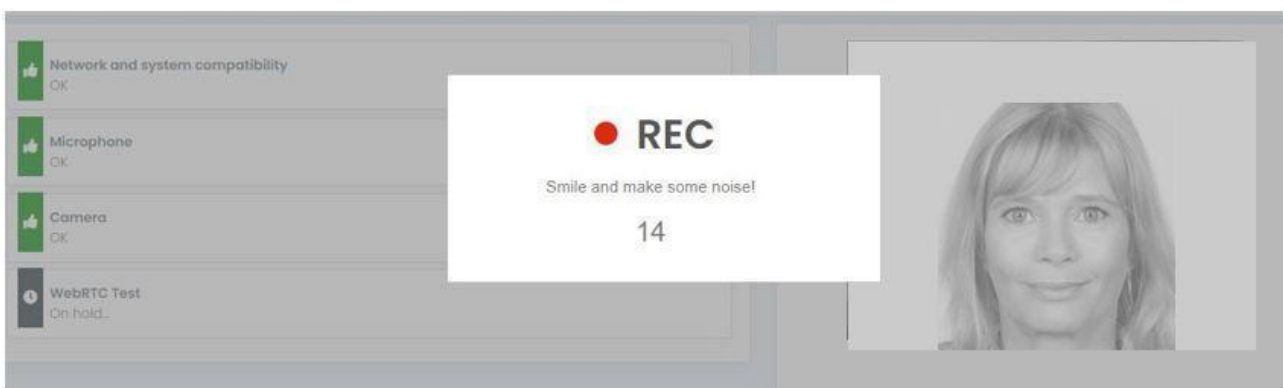 Network and system compatibility
OK
Microphone
OK
Camera
OK
WebRTC Test
On hold...
REC
Smile and make some noise!
14